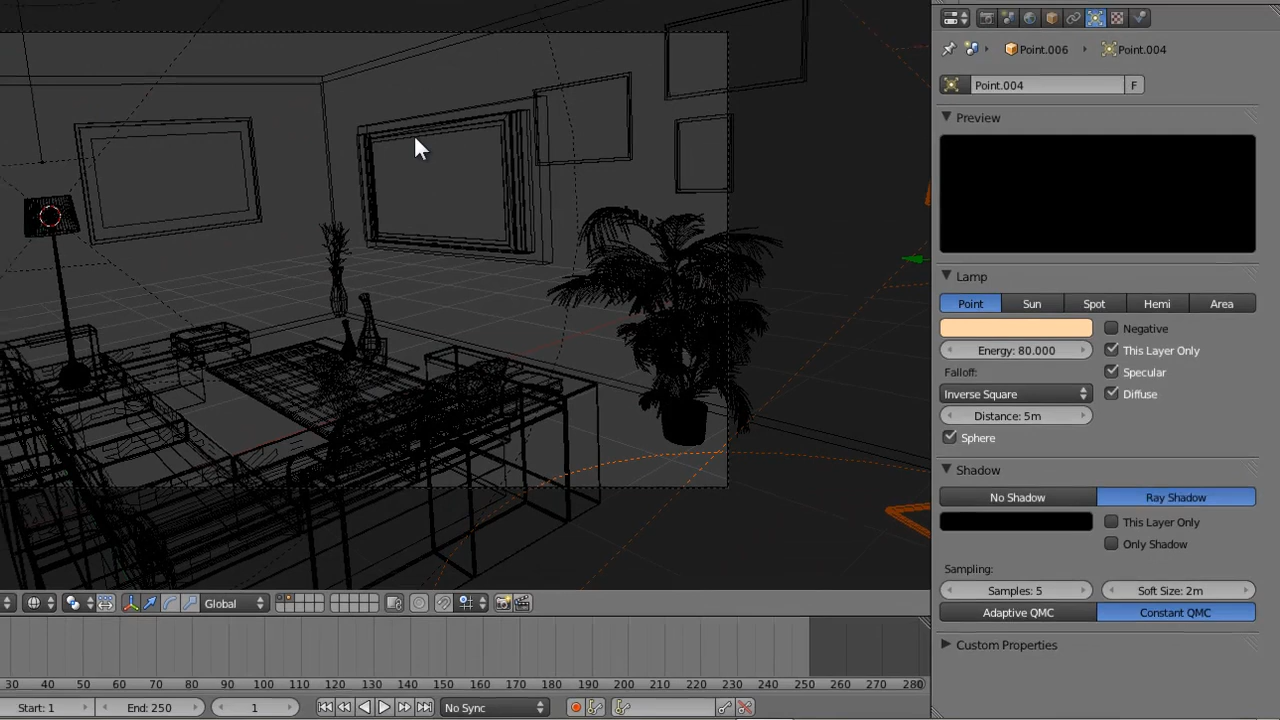 Point.006 Point.004
Point.004 F
Preview
Lamp
Point Sun Spot Hemi Area
Negative
Energy: 80.000 This Layer Only
Falloff: Specular
Inverse Square Diffuse
Distance: 5m
Sphere
Shadow
No Shadow Ray Shadow
This Layer Only
Only Shadow
Sampling:
Samples: 5 Soft Size: 2m
Adaptive QMC Constant QMC
Custom Properties
Global
30 40 50 60 70 80 90 100 110 120 130 140 150 160 170 180 190 200 210 220 230 240 250 260 270 280
Start: 1 End: 250 1 No Sync